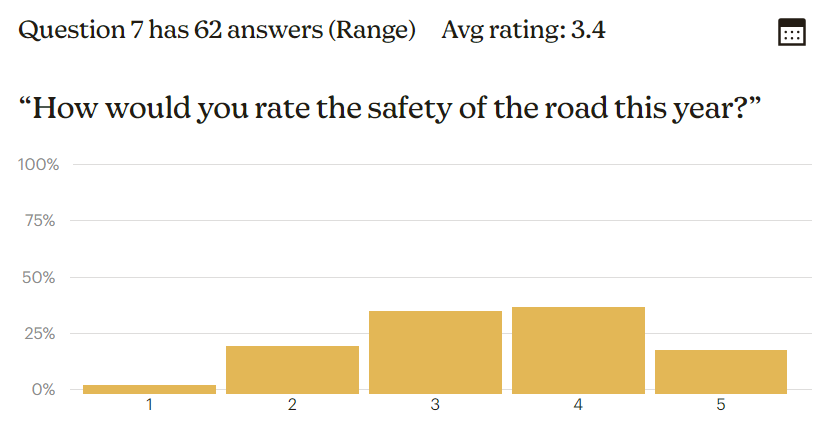 Question 7 has 62 answers (Range) Avg rating: 3.4
“How would you rate the safety of the road this year?”
100%
75%
50%
25%
0%
1 2 3 4 5